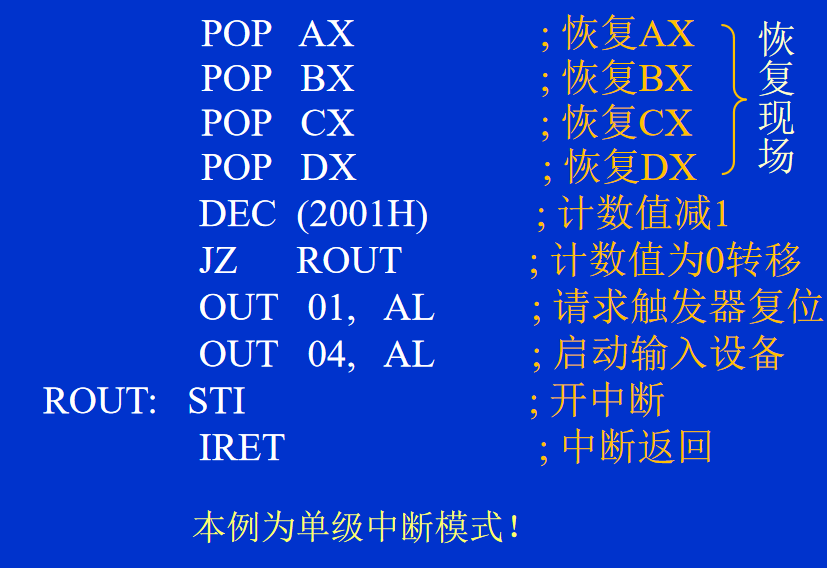 POP AX ; 恢复AX
POP BX ; 恢复BX
POP CX ; 恢复CX
POP DX ; 恢复DX
恢复现场
DEC (2001H) ; 计数值减1
JZ ROUT ; 计数值为0转移
OUT 01, AL ; 请求触发器复位
OUT 04, AL ; 启动输入设备
ROUT: STI ; 开中断
IRET ; 中断返回
本例为单级中断模式！